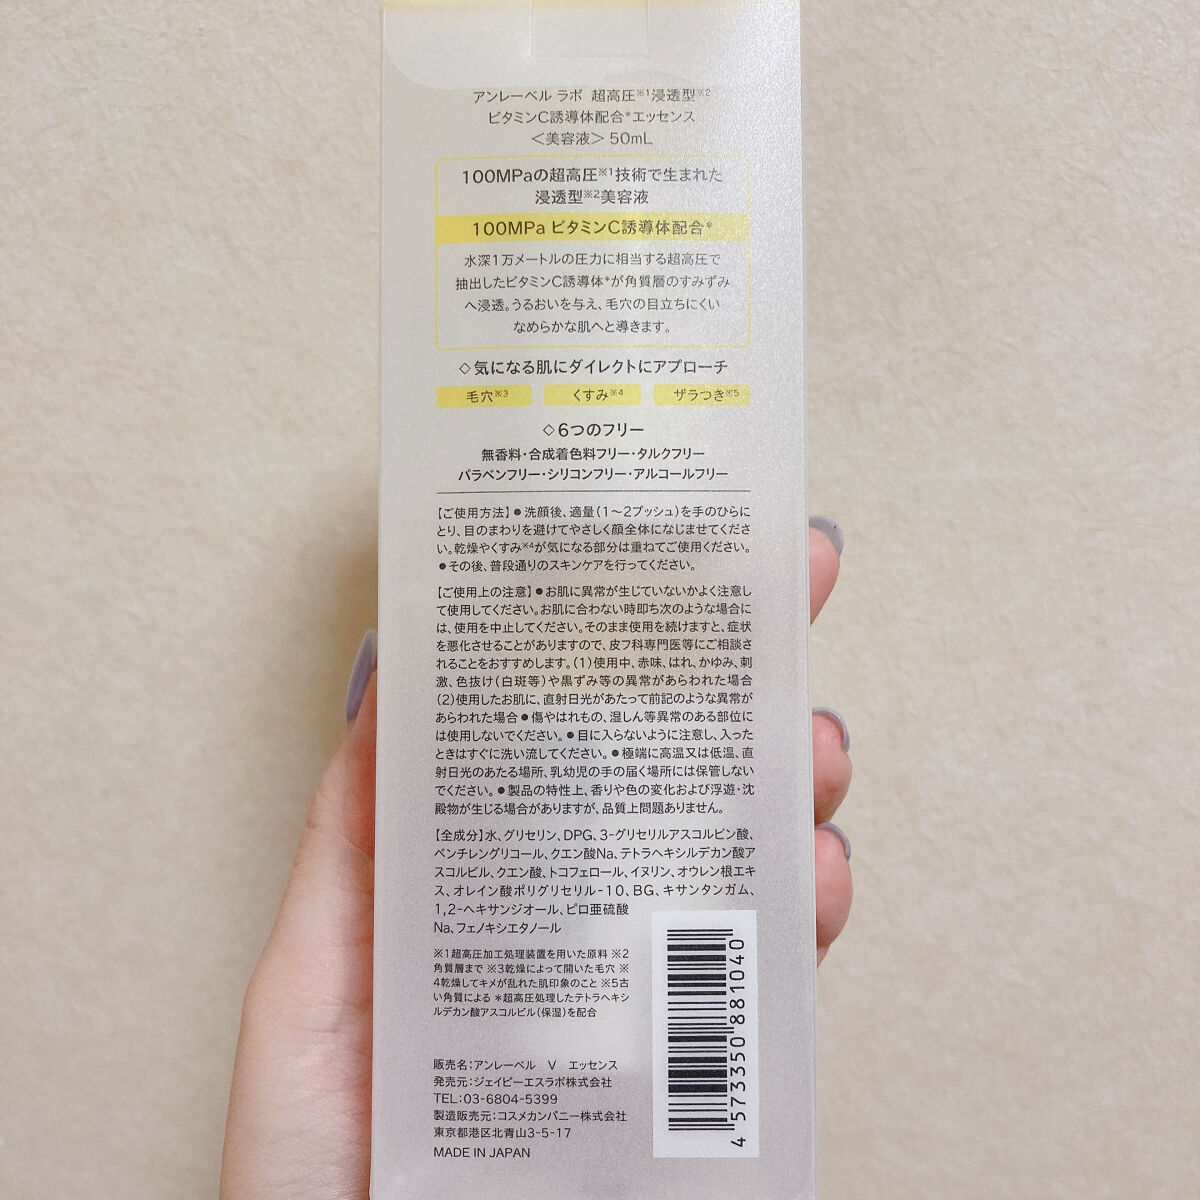 アンレーベル ラボ 超高圧※1浸透型※2
ビタミンC誘導体配合*エッセンス
＜美容液＞ 50mL
100MPaの超高圧※1技術で生まれた
浸透型※2美容液
100MPa ビタミンC誘導体配合*
水深1万メートルの圧力に相当する超高圧で
抽出したビタミンC誘導体*が角質層のすみずみ
へ浸透。うるおいを与え、毛穴の目立ちにくい
なめらかな肌へと導きます。
◇気になる肌にダイレクトにアプローチ
毛穴※3 くすみ※4 ザラつき※5
◇6つのフリー
無香料・合成着色料フリー・タルクフリー
パラベンフリー・シリコンフリー・アルコールフリー
【ご使用方法】●洗顔後、適量(1〜2プッシュ)を手のひらに
とり、目のまわりを避けてやさしく顔全体になじませてくださ
い。乾燥やくすみ※4が気になる部分は重ねてご使用ください。
●その後、普段通りのスキンケアを行ってください。
【ご使用上の注意】●お肌に異常が生じていないかよく注意し
て使用してください。お肌に合わない時即ち次のような場合に
は、使用を中止してください。そのまま使用を続けますと、症状
を悪化させることがありますので、皮フ科専門医等にご相談さ
れることをおすすめします。(1)使用中、赤味、はれ、かゆみ、刺
激、色抜け(白斑等)や黒ずみ等の異常があらわれた場合
(2)使用したお肌に、直射日光があたって前記のような異常が
あらわれた場合●傷やはれもの、湿しん等異常のある部位に
は使用しないでください。●目に入らないように注意し、入った
ときはすぐに洗い流してください。●極端に高温又は低温、直
射日光のあたる場所、乳幼児の手の届く場所には保管しない
でください。●製品の特性上、香りや色の変化および浮遊・沈
殿物が生じる場合がありますが、品質上問題ありません。
【全成分】水、グリセリン、DPG、3-グリセリルアスコルビン酸、
ペンチレングリコール、クエン酸Na、テトラヘキシルデカン酸ア
スコルビル、クエン酸、トコフェロール、イヌリン、オウレン根エキ
ス、オレイン酸ポリグリセリル-10、BG、キサンタンガム、
1,2-ヘキサンジオール、ピロ亜硫酸
Na、フェノキシエタノール
※1超高圧加工処理装置を用いた原料 ※2
角質層まで ※3乾燥によって開いた毛穴 ※
4乾燥してキメが乱れた肌印象のこと ※5古
い角質による *超高圧処理したテトラヘキシ
ルデカン酸アスコルビル(保湿)を配合
販売名：アンレーベル V エッセンス
発売元：ジェイピーエスラボ株式会社
TEL：03-6804-5399
製造販売元：コスメカンパニー株式会社
東京都港区北青山3-5-17
MADE IN JAPAN
4 573350 881040